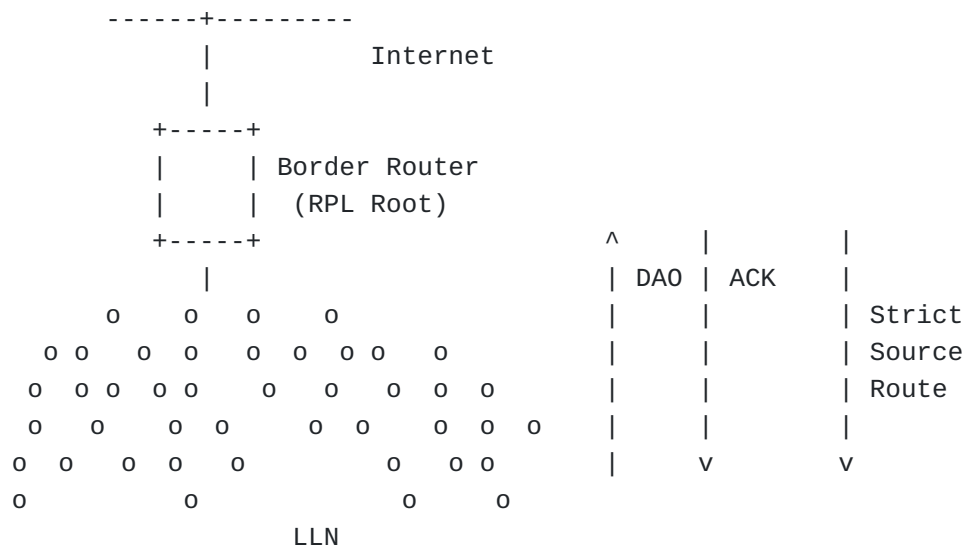 Internet
Border Router
(RPL Root)
DAO ACK
Strict
Source
Route
LLN